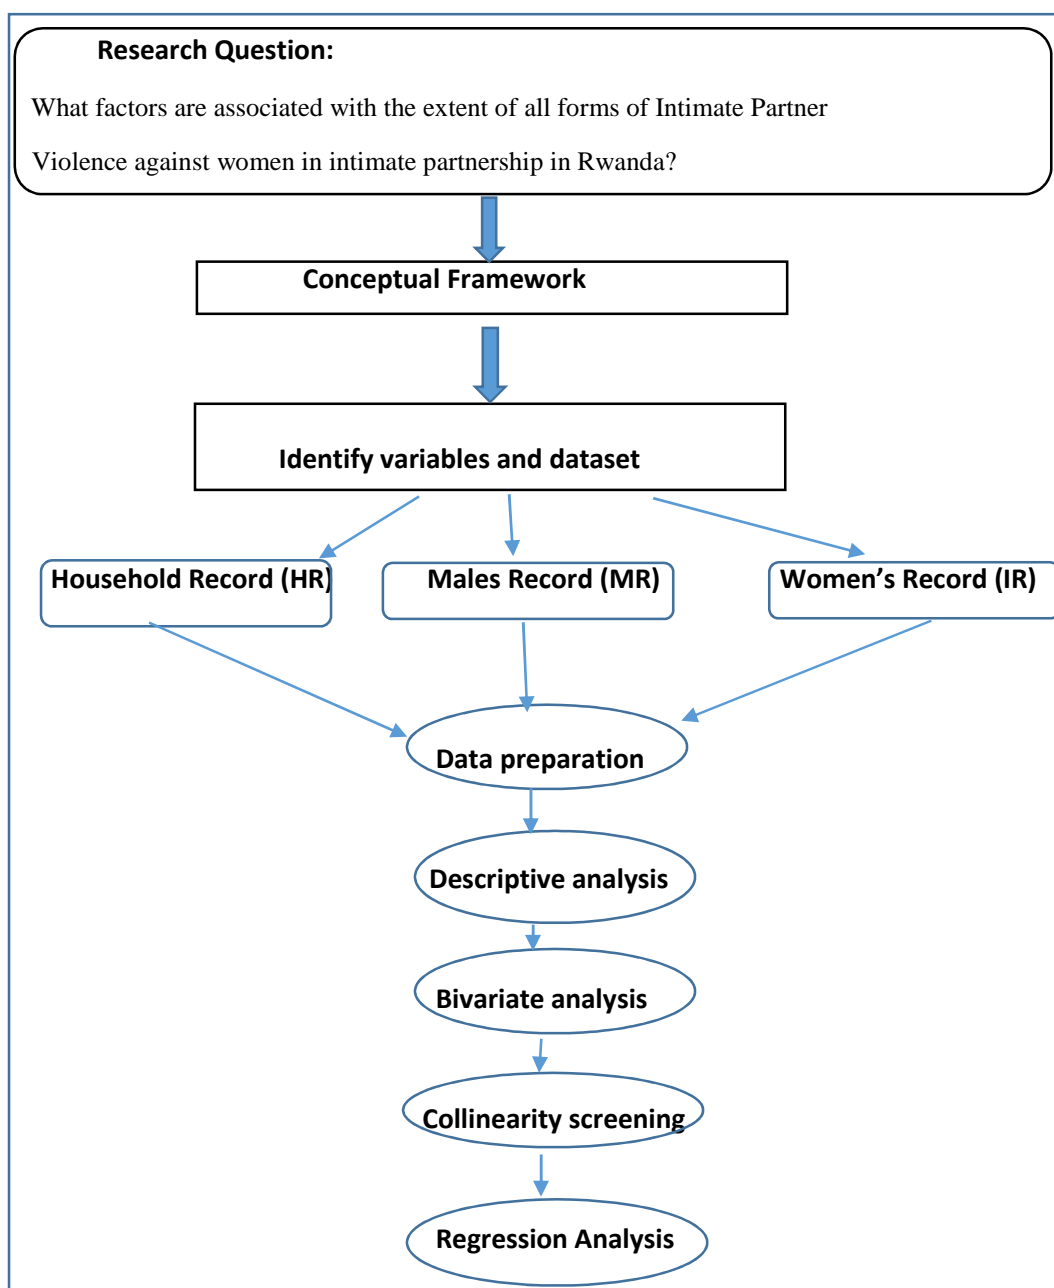 Research Question:
What factors are associated with the extent of all forms of Intimate Partner
Violence against women in intimate partnership in Rwanda?
Conceptual Framework
Identify variables and dataset
Household Record (HR)
Males Record (MR)
Women’s Record (IR)
Data preparation
Descriptive analysis
Bivariate analysis
Collinearity screening
Regression Analysis